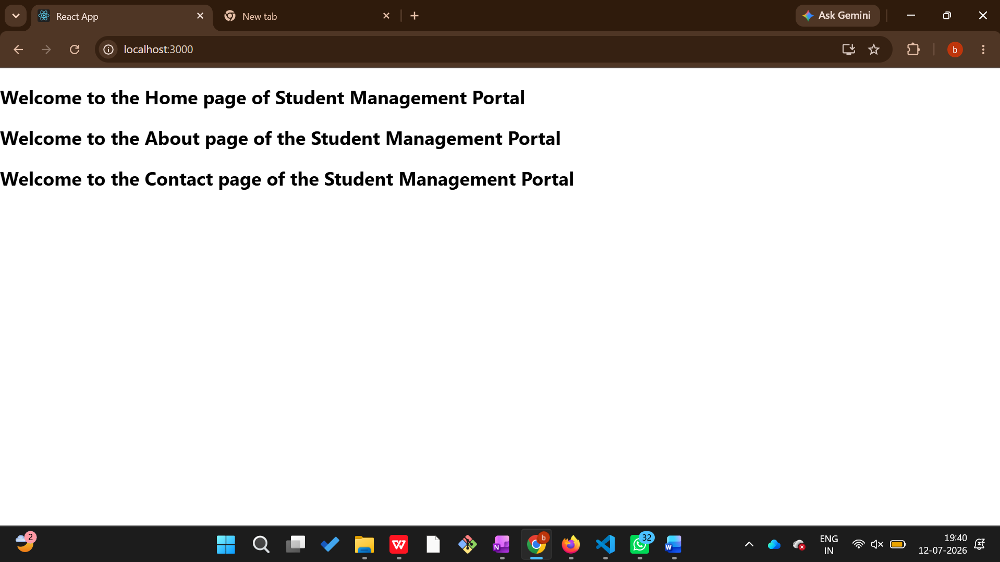 React App
New tab
Ask Gemini
localhost:3000
b
Welcome to the Home page of Student Management Portal
Welcome to the About page of the Student Management Portal
Welcome to the Contact page of the Student Management Portal
2
W
N
b
32
W
ENG
IN
19:40
12-07-2026